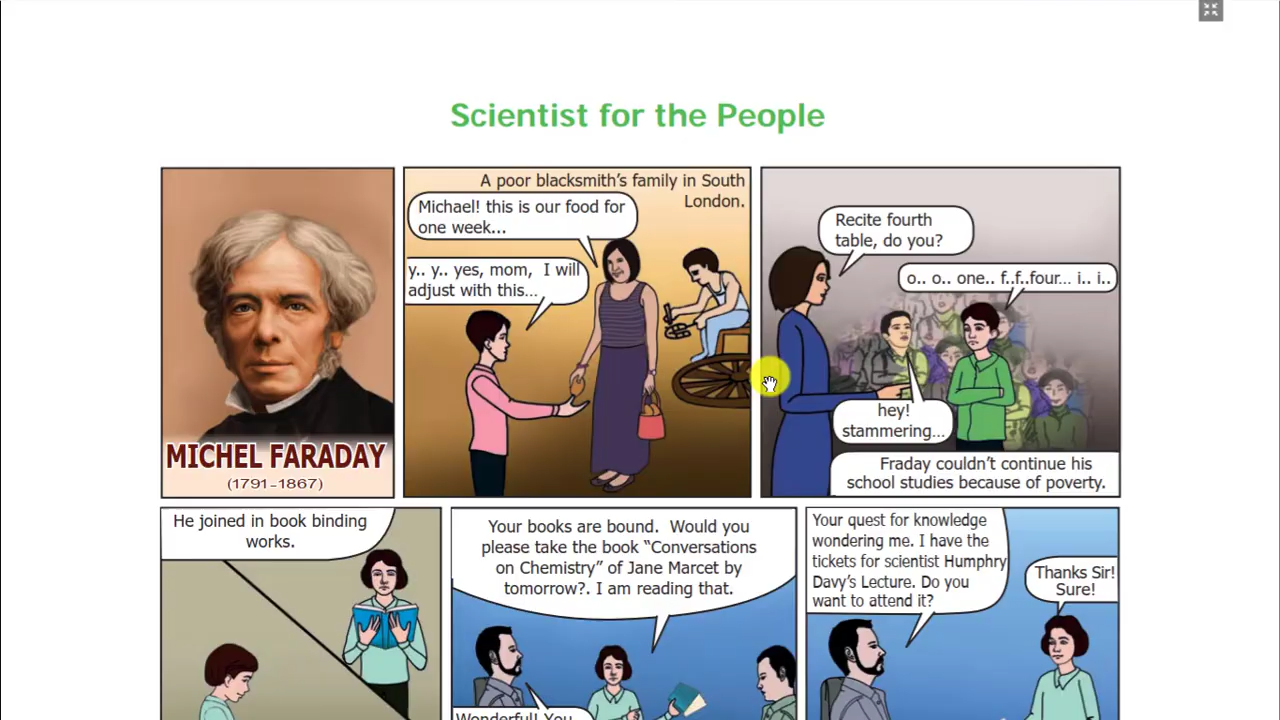 Scientist for the People
MICHEL FARADAY
(1791-1867)
A poor blacksmith's family in South
London.
Michael! this is our food for
one week...
y.. y.. yes, mom, I will
adjust with this...
Recite fourth
table, do you?
o.. o.. one.. f..f..four... i.. i..
hey!
stammering...
Fraday couldn't continue his
school studies because of poverty.
He joined in book binding
works.
Your books are bound. Would you
please take the book “Conversations
on Chemistry” of Jane Marcet by
tomorrow?. I am reading that.
Wonderful! You
Your quest for knowledge
wondering me. I have the
tickets for scientist Humphry
Davy's Lecture. Do you
want to attend it?
Thanks Sir!
Sure!